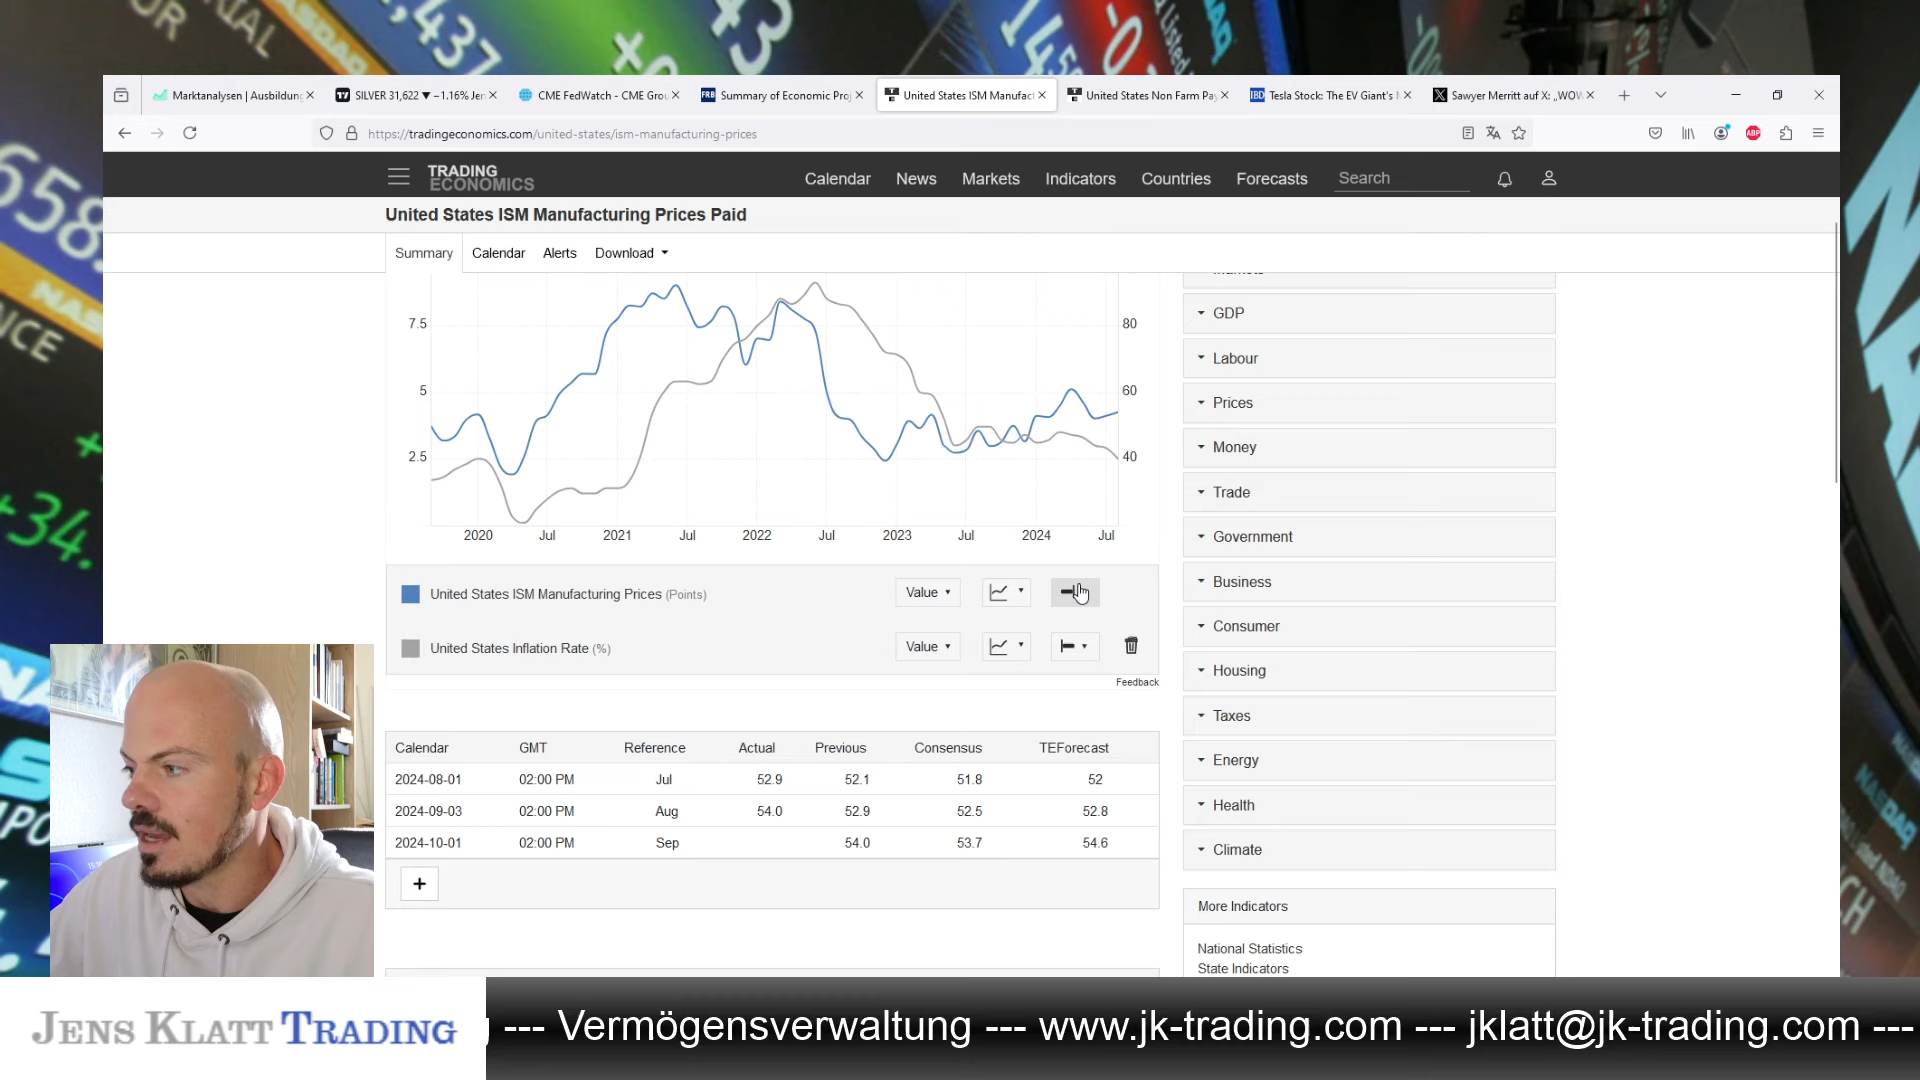 Marktanalysen | Ausbildung
SILVER 31,622 ▼ −1.16% Jen
CME FedWatch - CME Grou
Summary of Economic Proj
United States ISM Manufact
United States Non Farm Pay
Tesla Stock: The EV Giant's
Sawyer Merritt auf X: „WOW
https://tradingeconomics.com/united-states/ism-manufacturing-prices
TRADING
ECONOMICS
Calendar
News
Markets
Indicators
Countries
Forecasts
Search
United States ISM Manufacturing Prices Paid
Summary
Calendar
Alerts
Download
7.5
5
2.5
80
60
40
2020 Jul 2021 Jul 2022 Jul 2023 Jul 2024 Jul
United States ISM Manufacturing Prices (Points)
Value
United States Inflation Rate (%)
Value
Feedback
Calendar GMT Reference Actual Previous Consensus TEForecast
2024-08-01 02:00 PM Jul 52.9 52.1 51.8 52
2024-09-03 02:00 PM Aug 54.0 52.9 52.5 52.8
2024-10-01 02:00 PM Sep 54.0 53.7 54.6
+
GDP
Labour
Prices
Money
Trade
Government
Business
Consumer
Housing
Taxes
Energy
Health
Climate
More Indicators
National Statistics
State Indicators
JENS KLATT TRADING
--- Vermögensverwaltung --- www.jk-trading.com --- jklatt@jk-trading.com ---